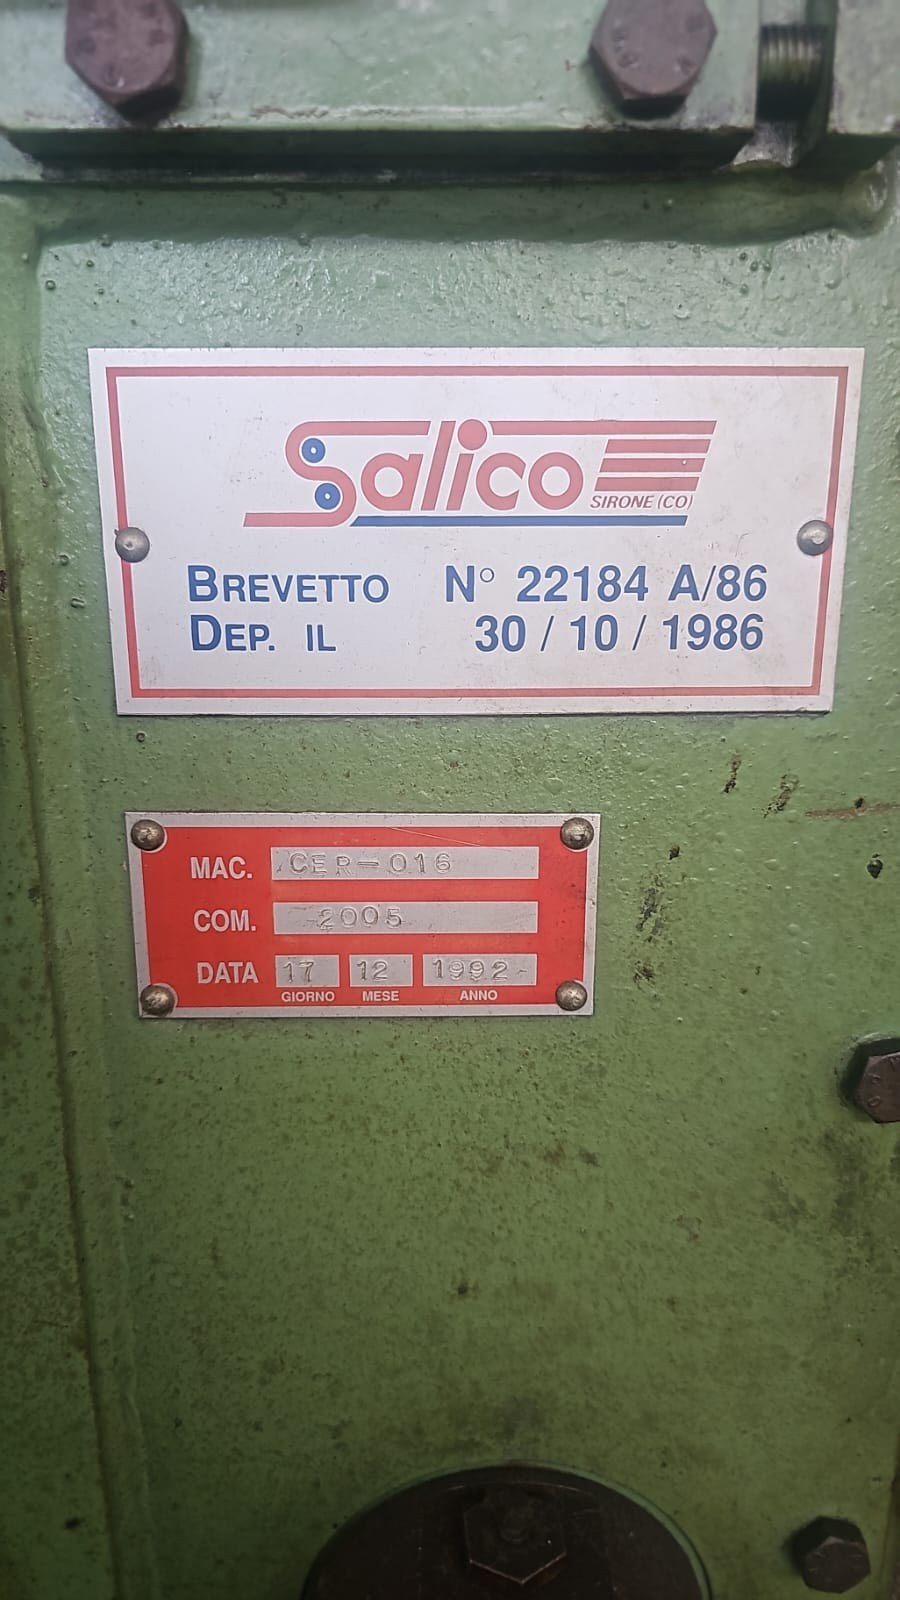 Salico
SIRONE (CO)
BREVETTO N° 22184 A/86
DEP. IL 30 / 10 / 1986
MAC. CER-016
COM. 2005
DATA 17 12 1992
GIORNO MESE ANNO